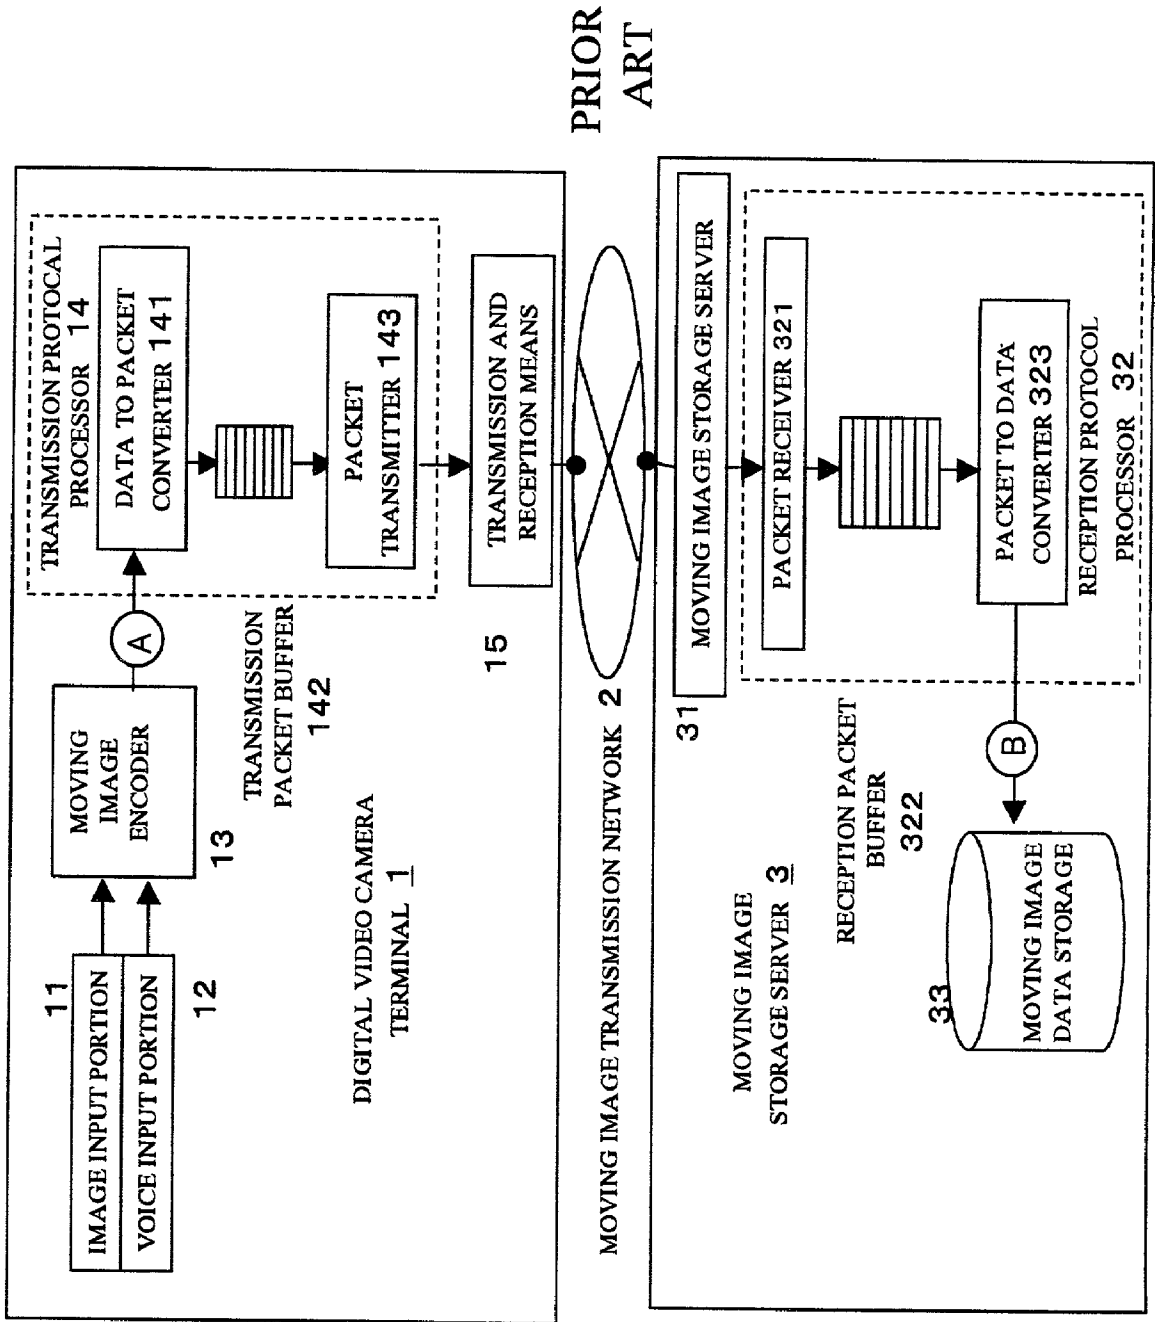 PRIOR
ART
11
IMAGE INPUT PORTION
VOICE INPUT PORTION
12
MOVING
IMAGE
ENCODER
13
A
TRANSMISSION PROTOCAL
PROCESSOR 14
DATA TO PACKET
CONVERTER 141
TRANSMISSION
PACKET BUFFER
142
PACKET
TRANSMITTER 143
DIGITAL VIDEO CAMERA
TERMINAL 1
15
TRANSMISSION AND
RECEPTION MEANS
MOVING IMAGE TRANSMISSION NETWORK 2
31
MOVING IMAGE STORAGE SERVER
PACKET RECEIVER 321
MOVING IMAGE
STORAGE SERVER 3
RECEPTION PACKET
BUFFER
322
PACKET TO DATA
CONVERTER 323
RECEPTION PROTOCOL
PROCESSOR 32
B
33
MOVING IMAGE
DATA STORAGE